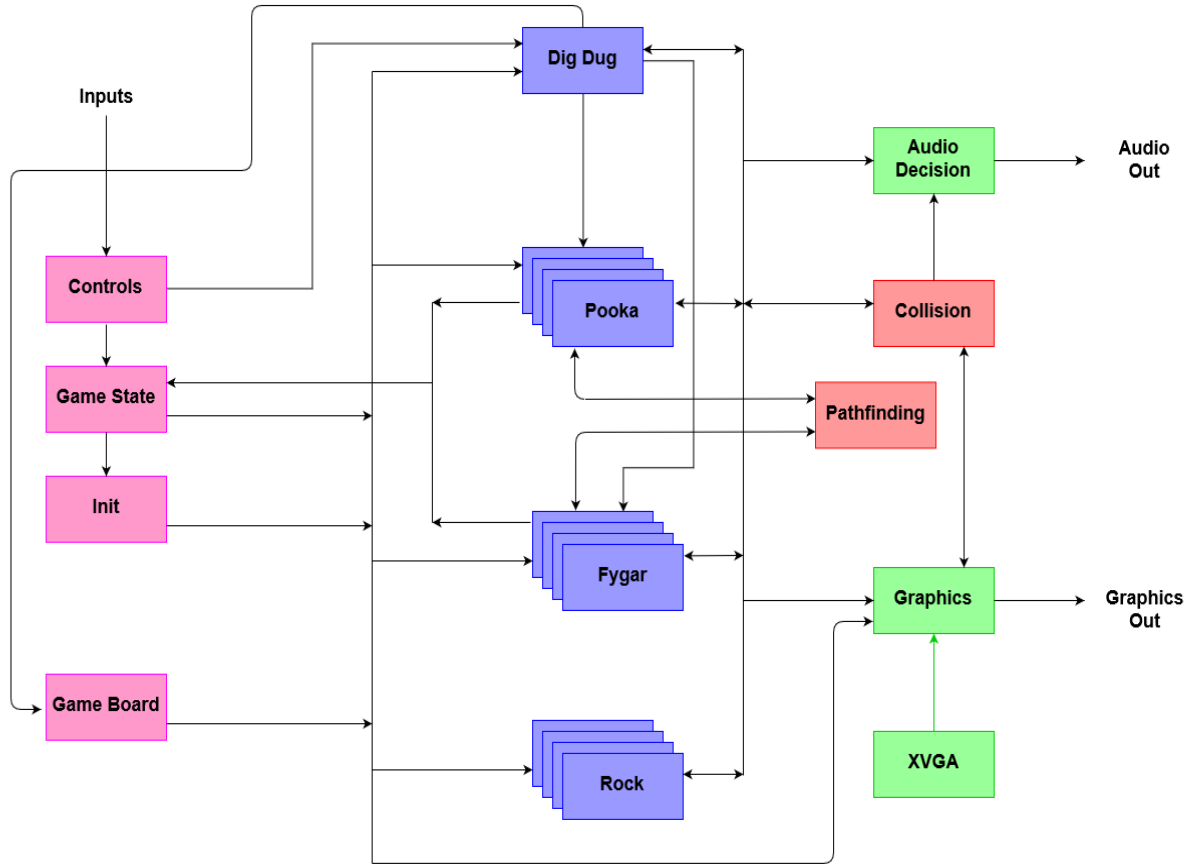 Dig Dug
Inputs
Audio
Decision
Audio
Out
Controls
Pooka
Collision
Game State
Pathfinding
Init
Fygar
Graphics
Graphics
Out
Game Board
Rock
XVGA